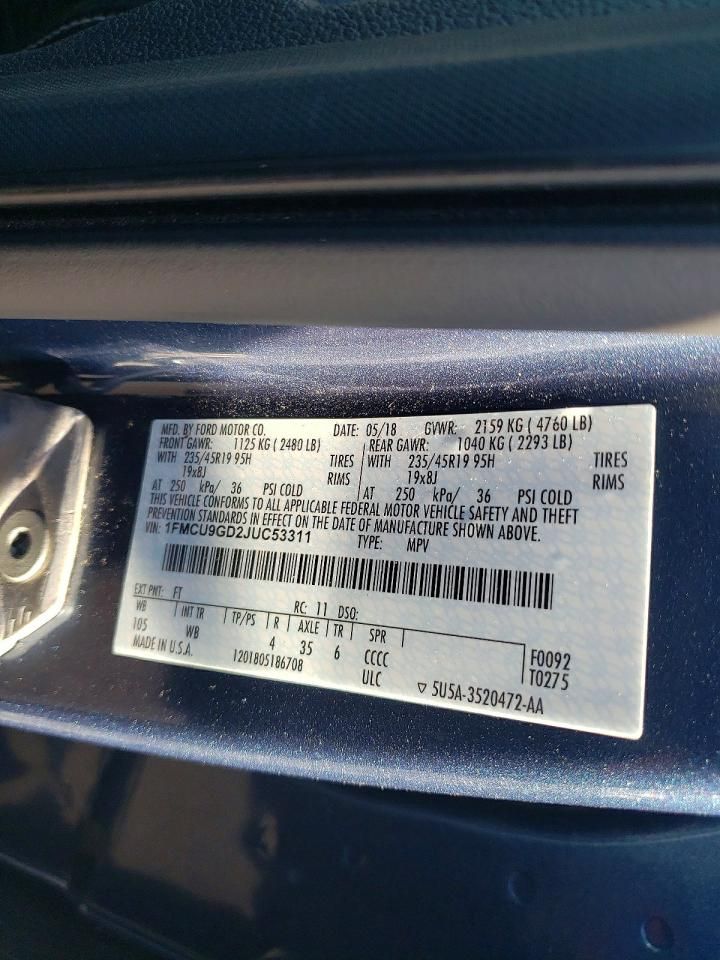 MFD. BY FORD MOTOR CO. DATE: 05/18 GVWR: 2159 KG ( 4760 LB)
FRONT GAWR: 1125 KG ( 2480 LB) REAR GAWR: 1040 KG ( 2293 LB)
WITH 235/45R19 95H TIRES WITH 235/45R19 95H TIRES
19x8J RIMS 19x8J RIMS
AT 250 kPa/ 36 PSI COLD AT 250 kPa/ 36 PSI COLD
THIS VEHICLE CONFORMS TO ALL APPLICABLE FEDERAL MOTOR VEHICLE SAFETY AND THEFT
PREVENTION STANDARDS IN EFFECT ON THE DATE OF MANUFACTURE SHOWN ABOVE.
VIN: 1FMCU9GD2JUC53311 TYPE: MPV
EXT PNT: FT RC: 11 DSO:
WB INT TR TP/PS R AXLE TR SPR
105 WB 4 35 6 CCCC F0092
MADE IN U.S.A. 1201805186708 ULC T0275
▽ 5U5A-3520472-AA